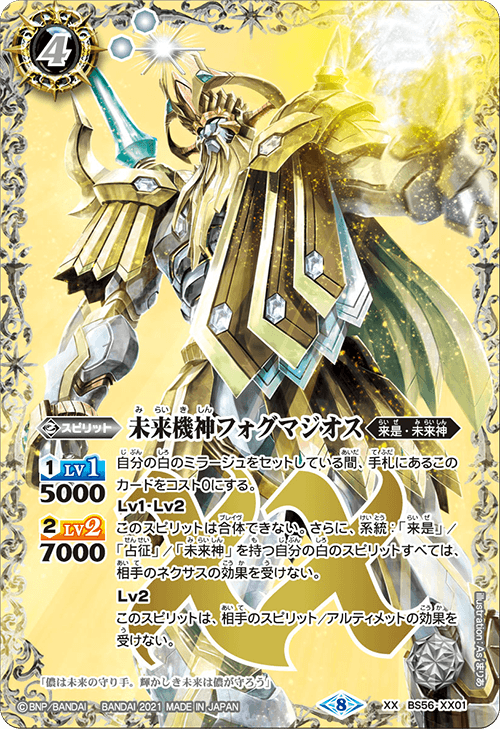 4
未来機神フォグマジオス
スピリット
来是・未来神
1 LV1
5000
2 LV2
7000
自分の白のミラージュをセットしている間、手札にあるこの
カードをコスト0にする。
Lv1・Lv2
このスピリットは合体できない。さらに、系統:「来是」/
「占征」/「未来神」を持つ自分の白のスピリットすべては、
相手のネクサスの効果を受けない。
Lv2
このスピリットは、相手のスピリット/アルティメットの効果を
受けない。
「儂は未来の守り手。輝かしき未来は儂が守ろう」
Illustration: As まりあ
©BNP/BANDAI BANDAI 2021 MADE IN JAPAN
8
XX BS56-XX01